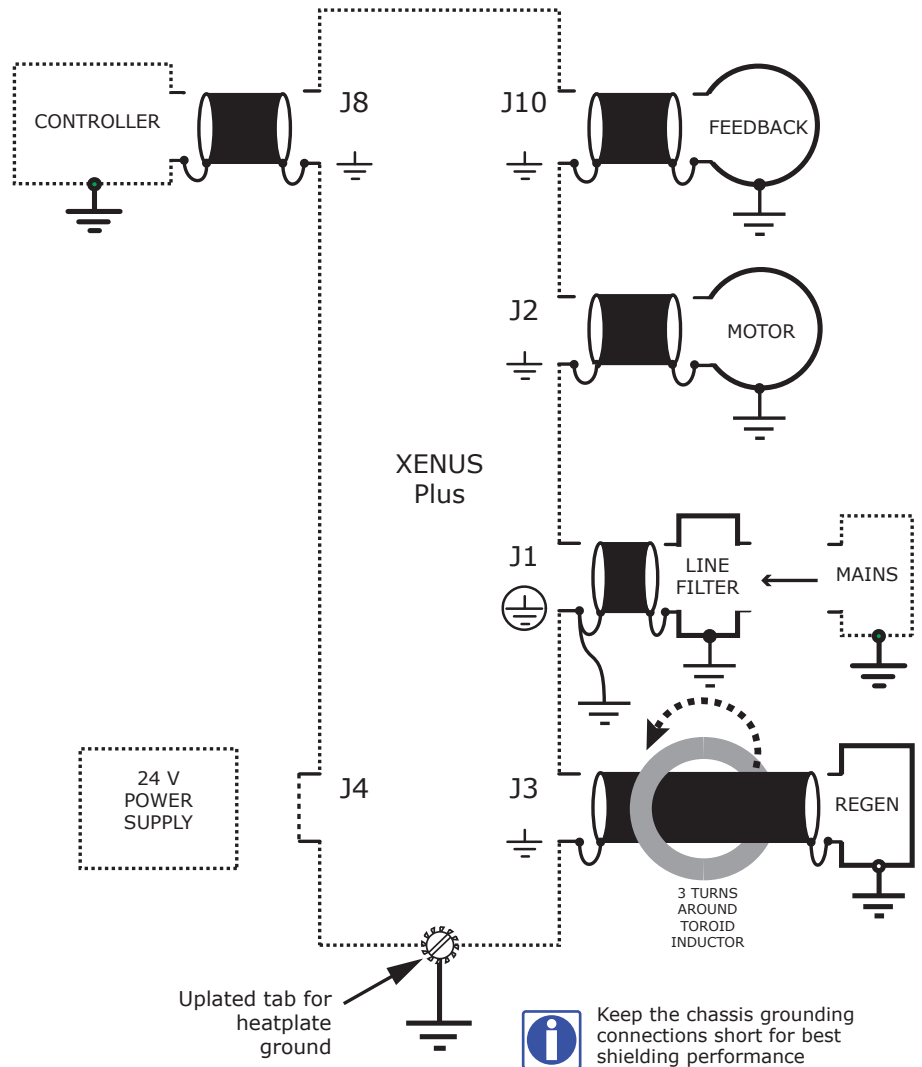 CONTROLLER
J8
J10
FEEDBACK
J2
MOTOR
XENUS
Plus
J1
LINE
FILTER
MAINS
24 V
POWER
SUPPLY
J4
J3
REGEN
3 TURNS
AROUND
TOROID
INDUCTOR
Uplated tab for
heatplate
ground
i
Keep the chassis grounding
connections short for best
shielding performance